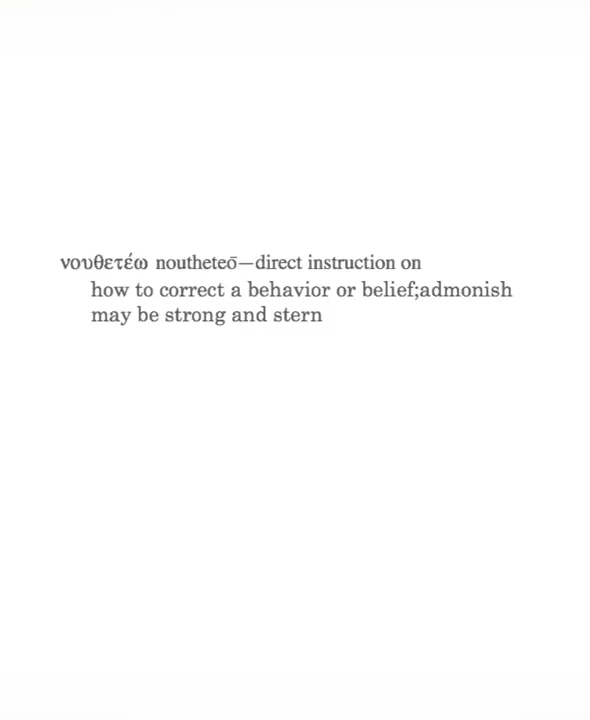 νουθετέω noutheteō—direct instruction on
how to correct a behavior or belief;admonish
may be strong and stern